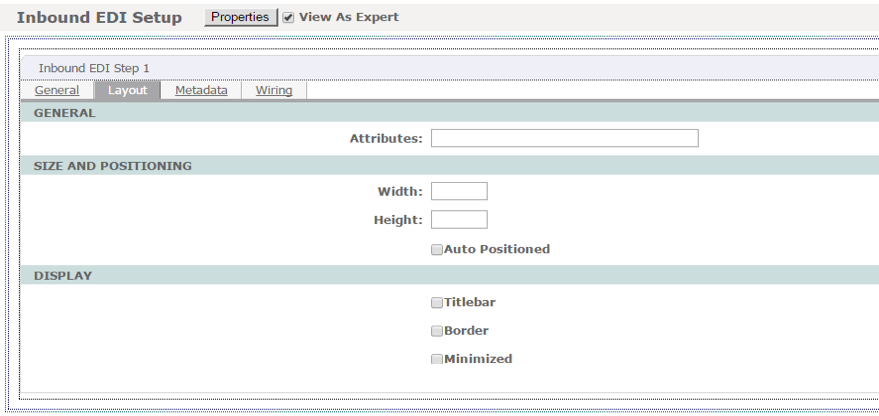 Inbound EDI Setup Properties View As Expert
Inbound EDI Step 1
General Layout Metadata Wiring
GENERAL
Attributes:
SIZE AND POSITIONING
Width:
Height:
Auto Positioned
DISPLAY
Titlebar
Border
Minimized